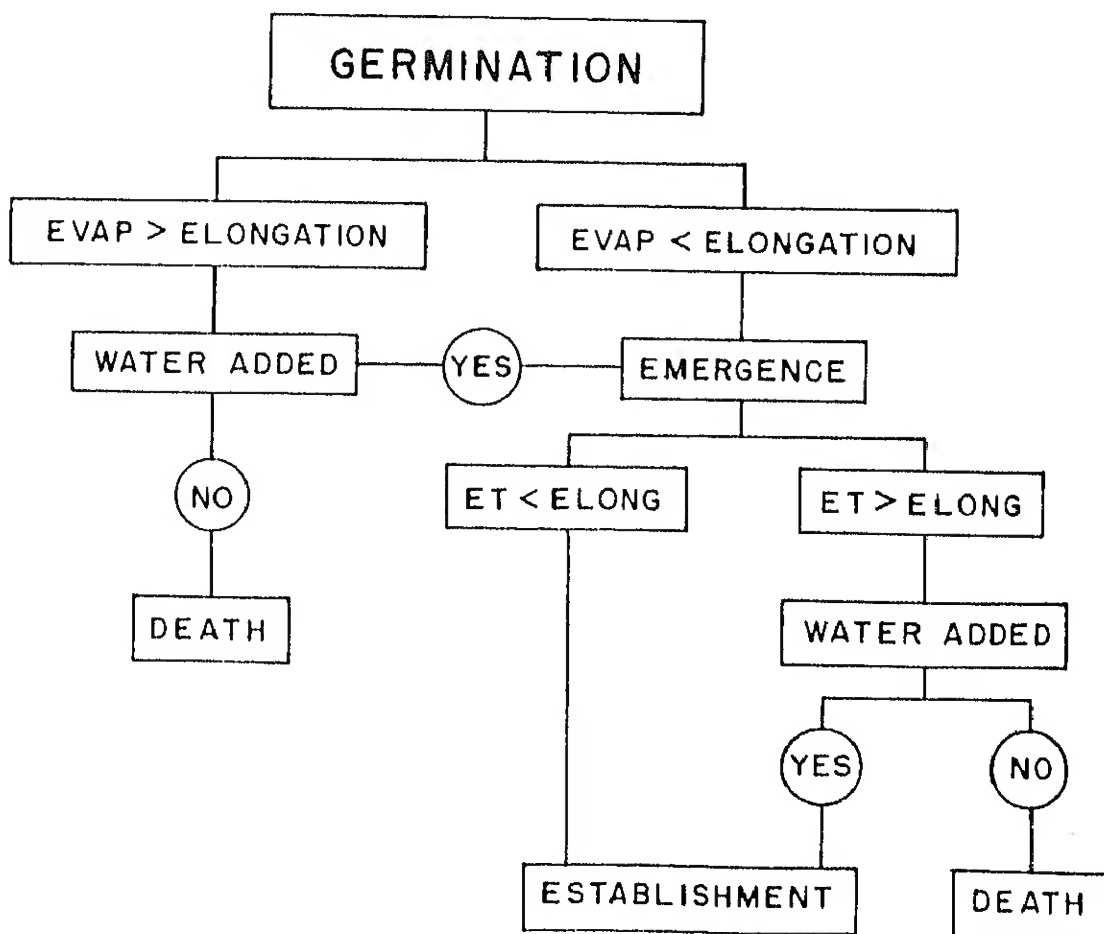 GERMINATION
EVAP > ELONGATION
EVAP < ELONGATION
WATER ADDED
YES
EMERGENCE
NO
ET < ELONG
ET > ELONG
DEATH
WATER ADDED
YES
NO
ESTABLISHMENT
DEATH